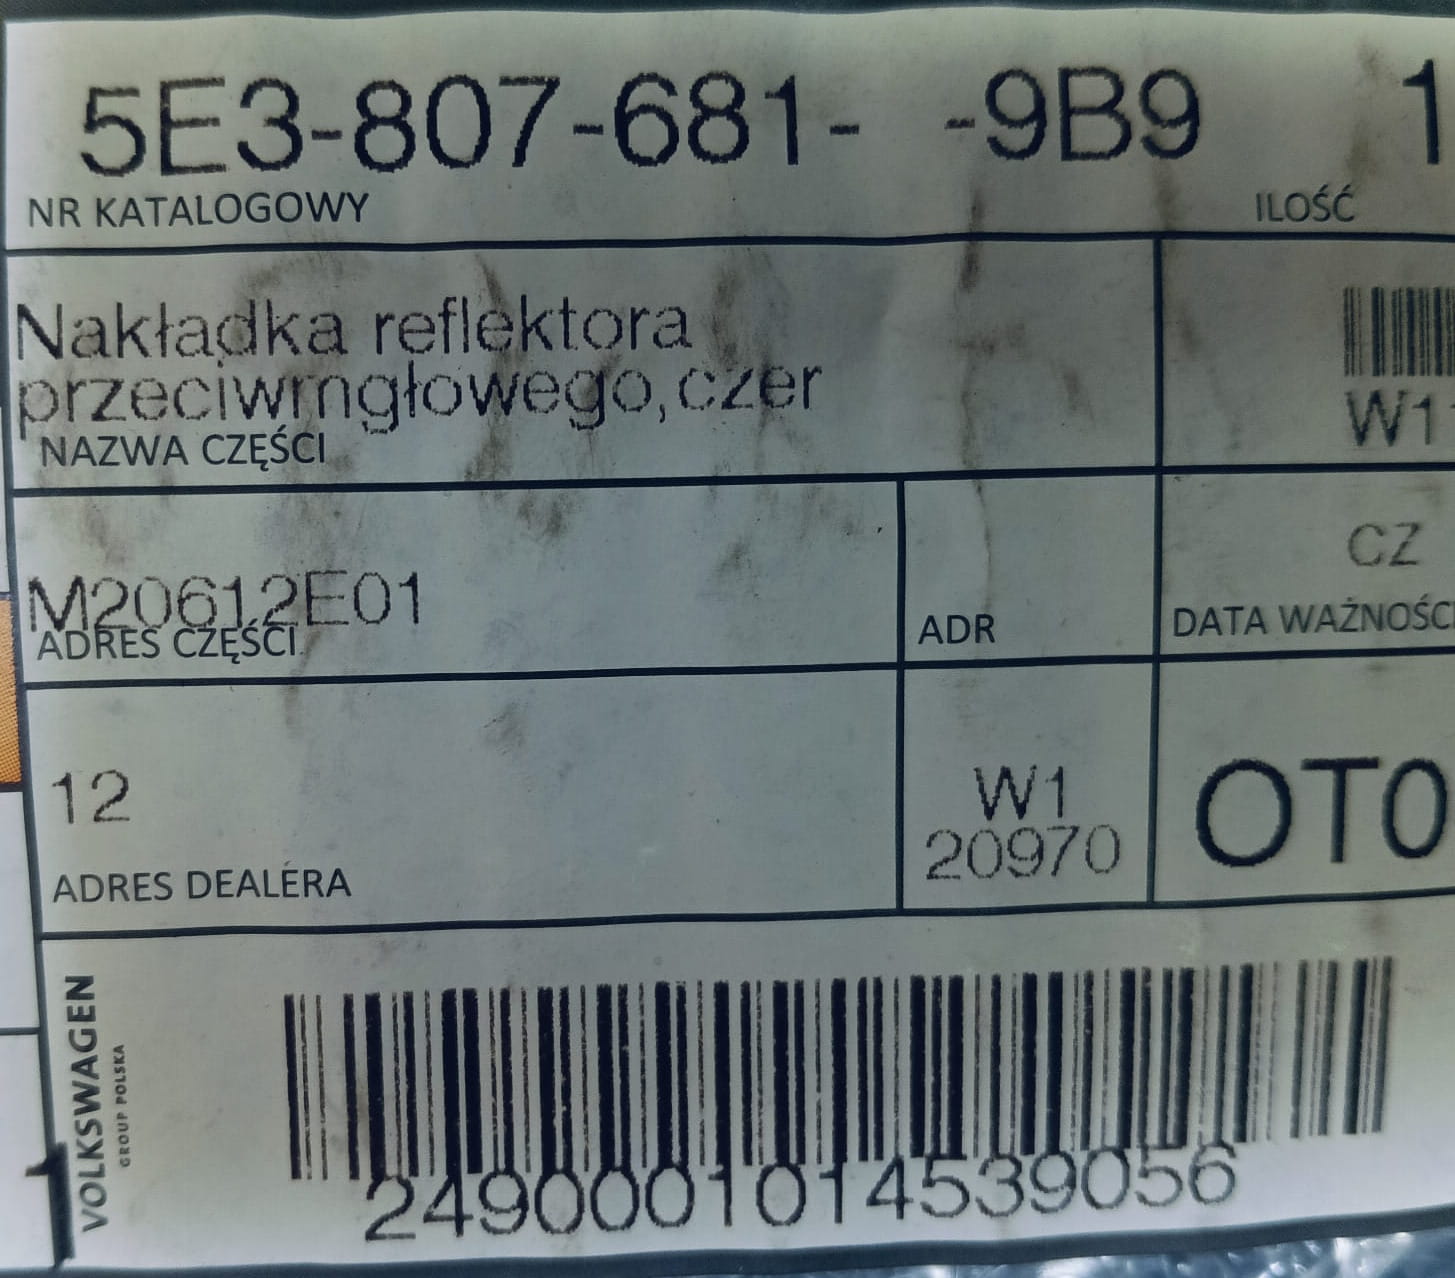 5E3-807-681- -9B9 1
NR KATALOGOWY ILOŚĆ
Nakładka reflektora
przeciwmgłowego,czer
NAZWA CZĘŚCI
W1
M20612E01
ADRES CZĘŚCI
ADR
CZ
DATA WAŻNOŚCI
12
ADRES DEALERA
W1
20970
OT0
VOLKSWAGEN
GROUP POLSKA
2490001014539056